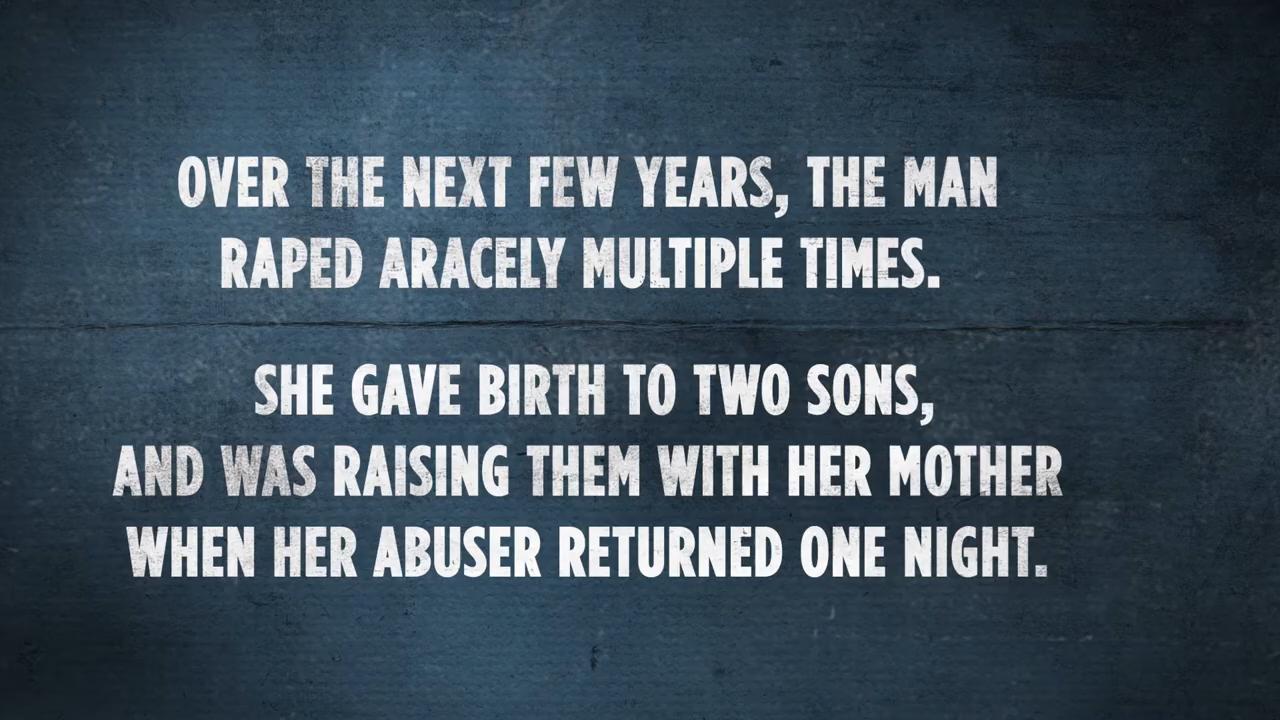 OVER THE NEXT FEW YEARS, THE MAN
RAPED ARACELY MULTIPLE TIMES.
SHE GAVE BIRTH TO TWO SONS,
AND WAS RAISING THEM WITH HER MOTHER
WHEN HER ABUSER RETURNED ONE NIGHT.